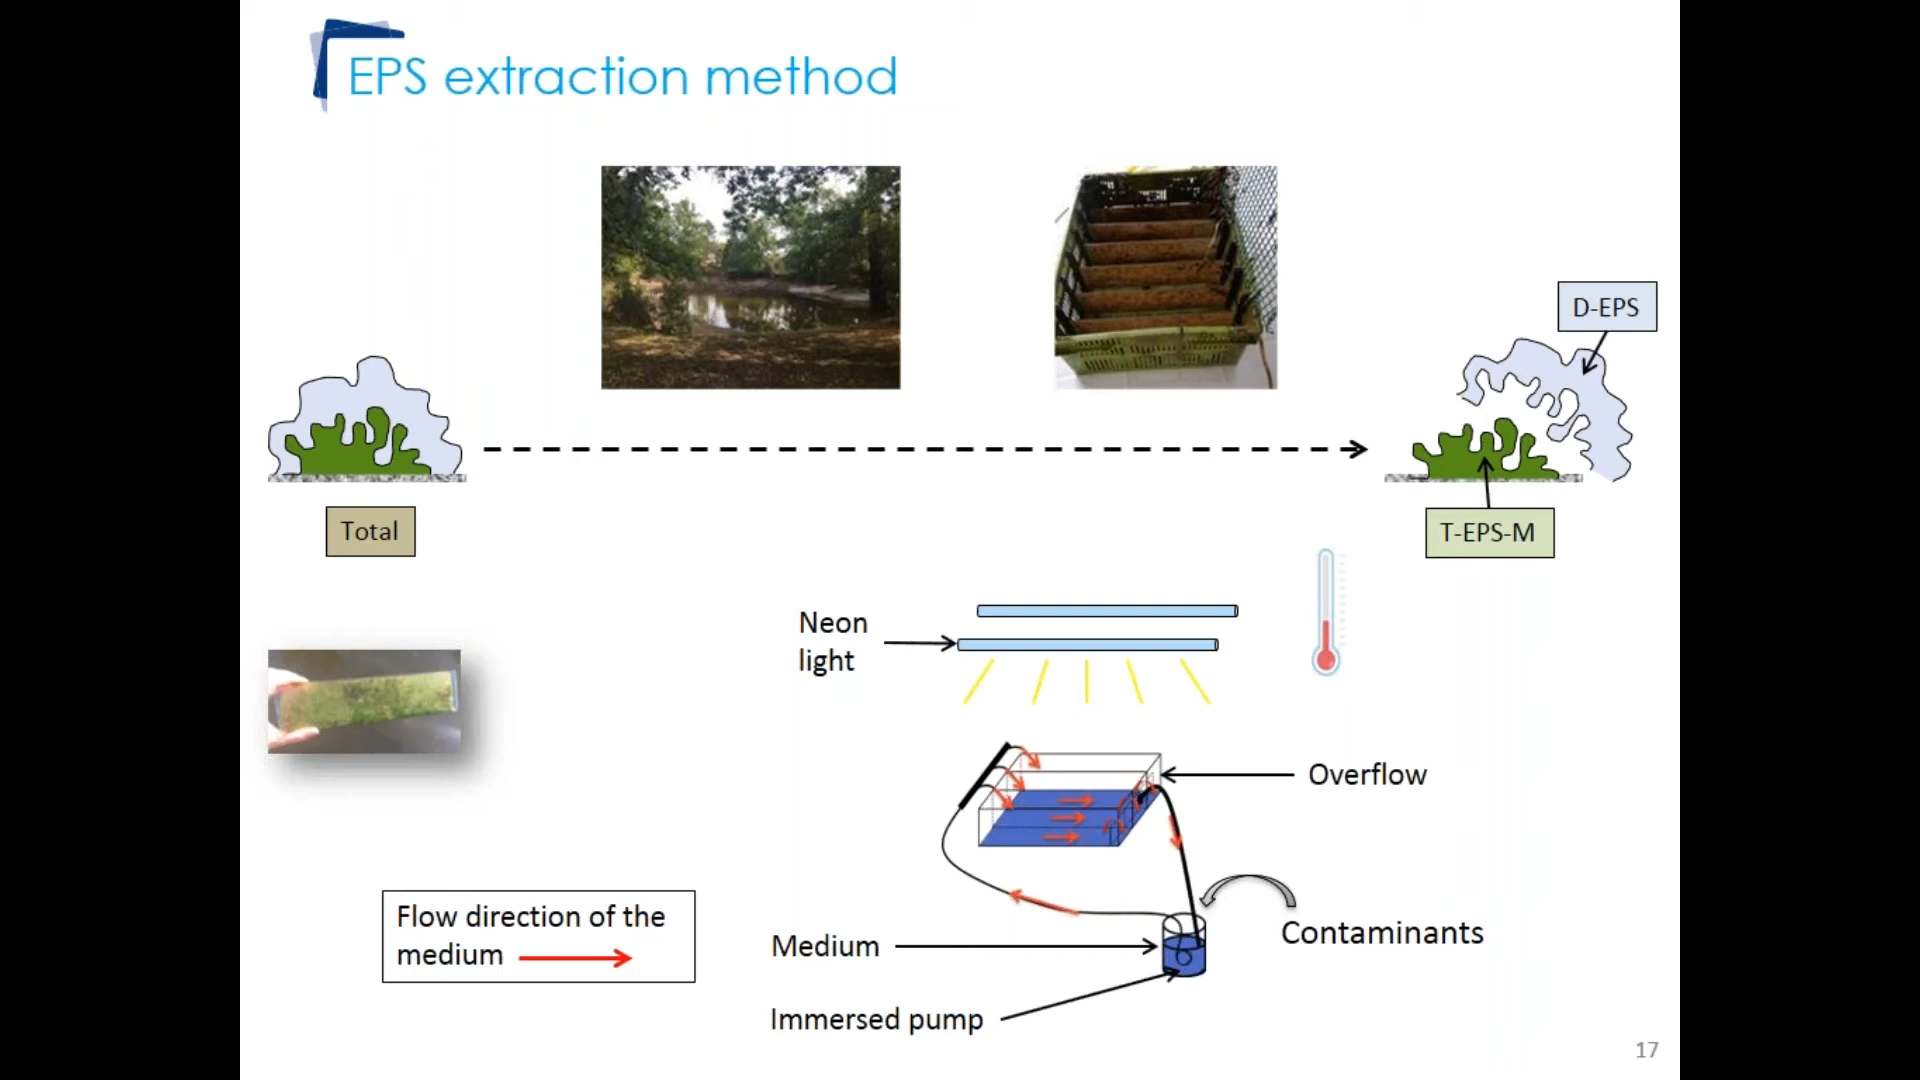 EPS extraction method
D-EPS
Total
T-EPS-M
Neon
light
Overflow
Flow direction of the
medium
Medium
Contaminants
Immersed pump
17